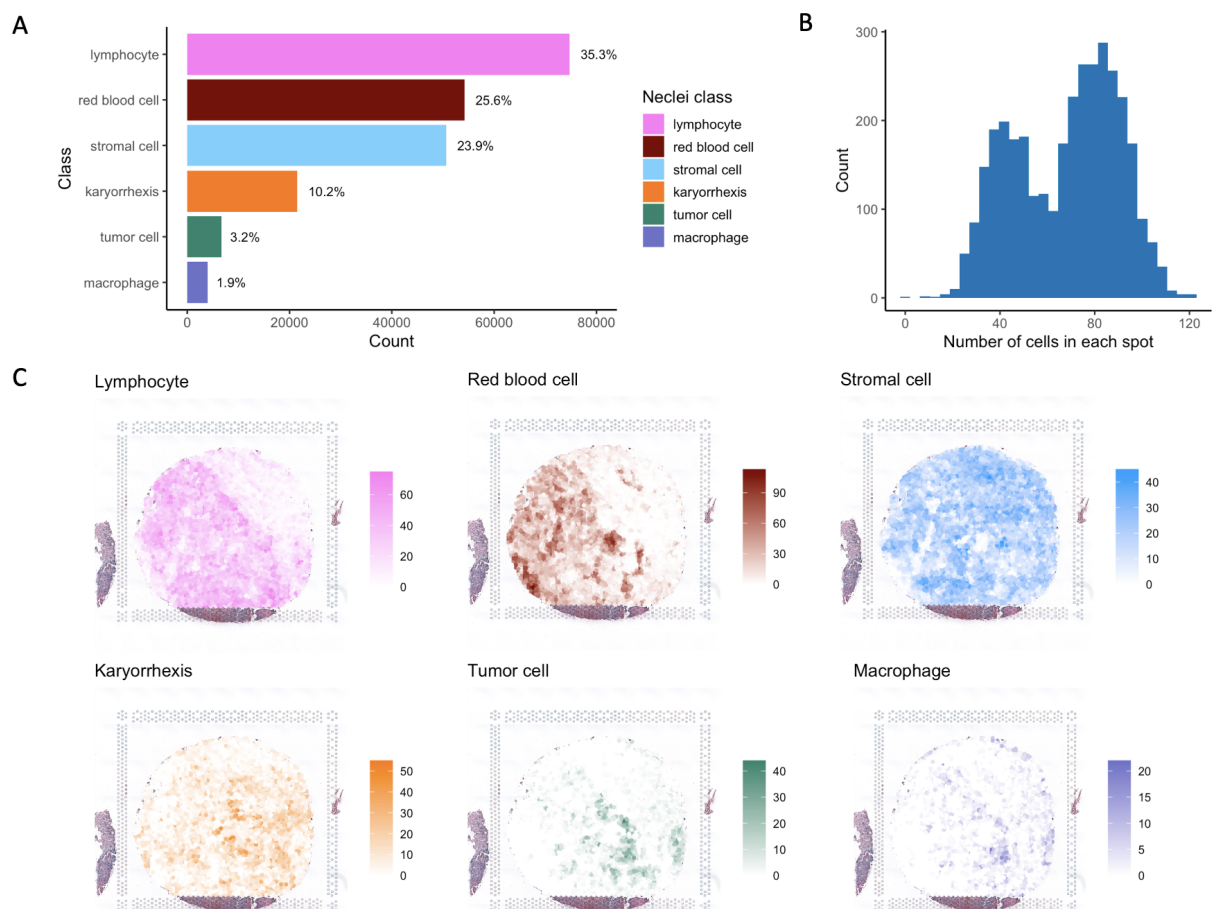 A
lymphocyte
35.3%
red blood cell
25.6%
stromal cell
23.9%
karyorrhexis
10.2%
tumor cell
3.2%
macrophage
1.9%
Class
0 20000 40000 60000 80000
Count
Neclei class
lymphocyte
red blood cell
stromal cell
karyorrhexis
tumor cell
macrophage
B
300
200
100
0
Count
0 40 80 120
Number of cells in each spot
C
Lymphocyte
60
40
20
0
Red blood cell
90
60
30
0
Stromal cell
40
30
20
10
0
Karyorrhexis
50
40
30
20
10
0
Tumor cell
40
30
20
10
0
Macrophage
20
15
10
5
0